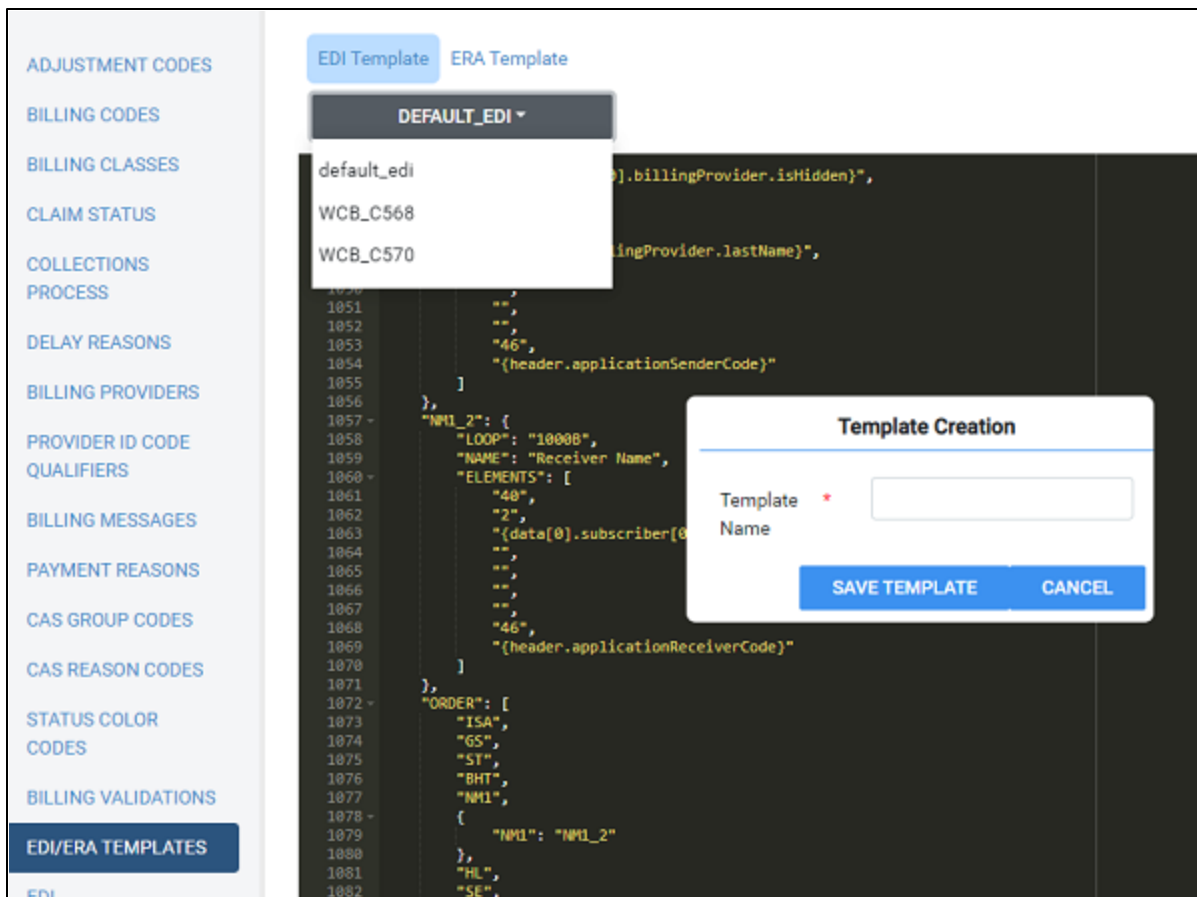 ADJUSTMENT CODES
BILLING CODES
BILLING CLASSES
CLAIM STATUS
COLLECTIONS
PROCESS
DELAY REASONS
BILLING PROVIDERS
PROVIDER ID CODE
QUALIFIERS
BILLING MESSAGES
PAYMENT REASONS
CAS GROUP CODES
CAS REASON CODES
STATUS COLOR
CODES
BILLING VALIDATIONS
EDI/ERA TEMPLATES
EDI
EDI Template ERA Template
DEFAULT_EDI
default_edi
WCB_C568
WCB_C570
].billingProvider.isHidden}",
lingProvider.lastName}",
1050 ,
1051 "",
1052 "",
1053 "46",
1054 "{header.applicationSenderCode}"
1055 ]
1056 },
1057 "NM1_2": {
1058 "LOOP": "1000B",
1059 "NAME": "Receiver Name",
1060 "ELEMENTS": [
1061 "40",
1062 "2",
1063 "{data[0].subscriber[0
1064 "",
1065 "",
1066 "",
1067 "",
1068 "46",
1069 "{header.applicationReceiverCode}"
1070 ]
1071 },
1072 "ORDER": [
1073 "ISA",
1074 "GS",
1075 "ST",
1076 "BHT",
1077 "NM1",
1078 {
1079 "NM1": "NM1_2"
1080 },
1081 "HL",
1082 "SE",
Template Creation
Template *
Name
SAVE TEMPLATE CANCEL